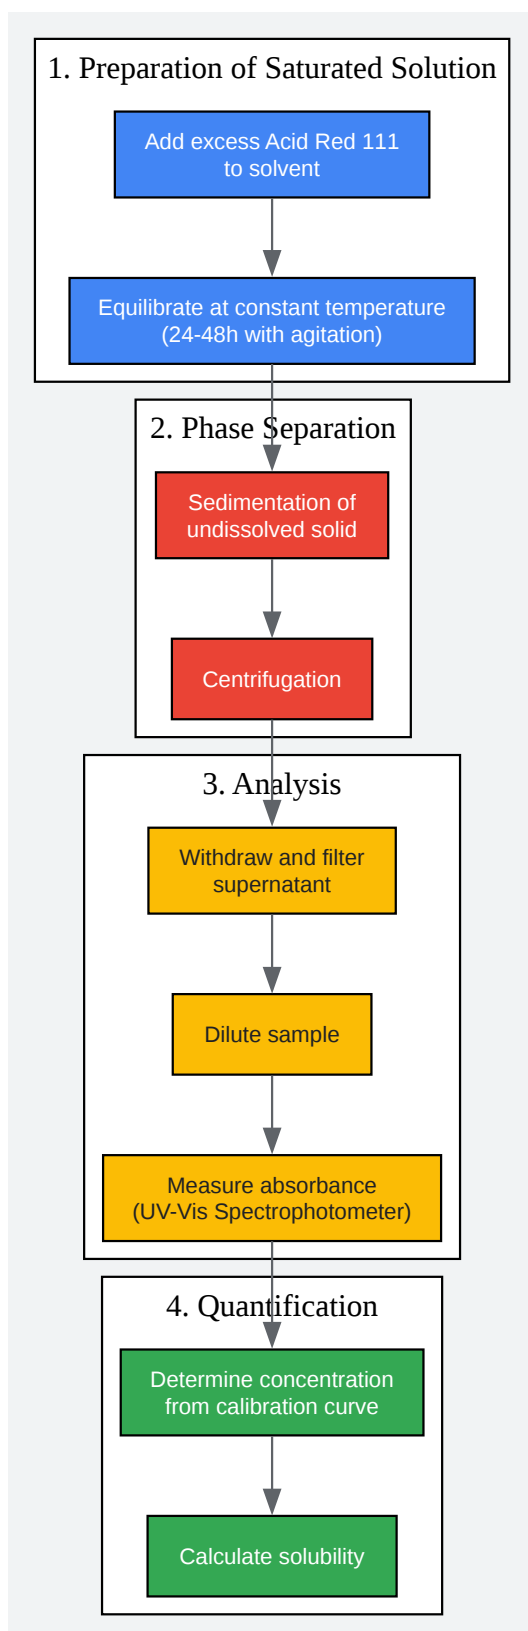 1. Preparation of Saturated Solution
Add excess Acid Red 111
to solvent
Equilibrate at constant temperature
(24-48h with agitation)
2. Phase Separation
Sedimentation of
undissolved solid
Centrifugation
3. Analysis
Withdraw and filter
supernatant
Dilute sample
Measure absorbance
(UV-Vis Spectrophotometer)
4. Quantification
Determine concentration
from calibration curve
Calculate solubility